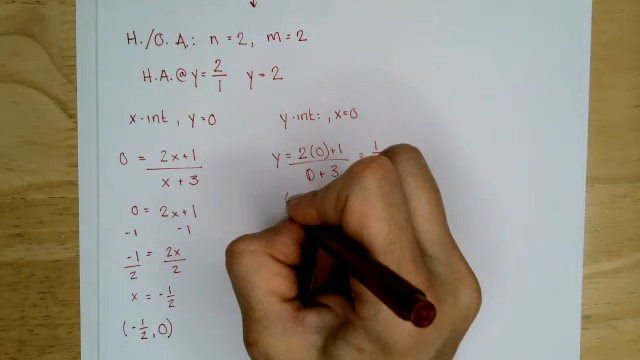 H./O.A: n=2, m=2
H.A.@ y=2/1 y=2
x-int, y=0
0 = 2x+1/x+3
0 = 2x+1
-1 -1
-1/2 = 2x/2
x = -1/2
(-1/2, 0)
y-int:, x=0
y = 2(0)+1/0+3 = 1
(